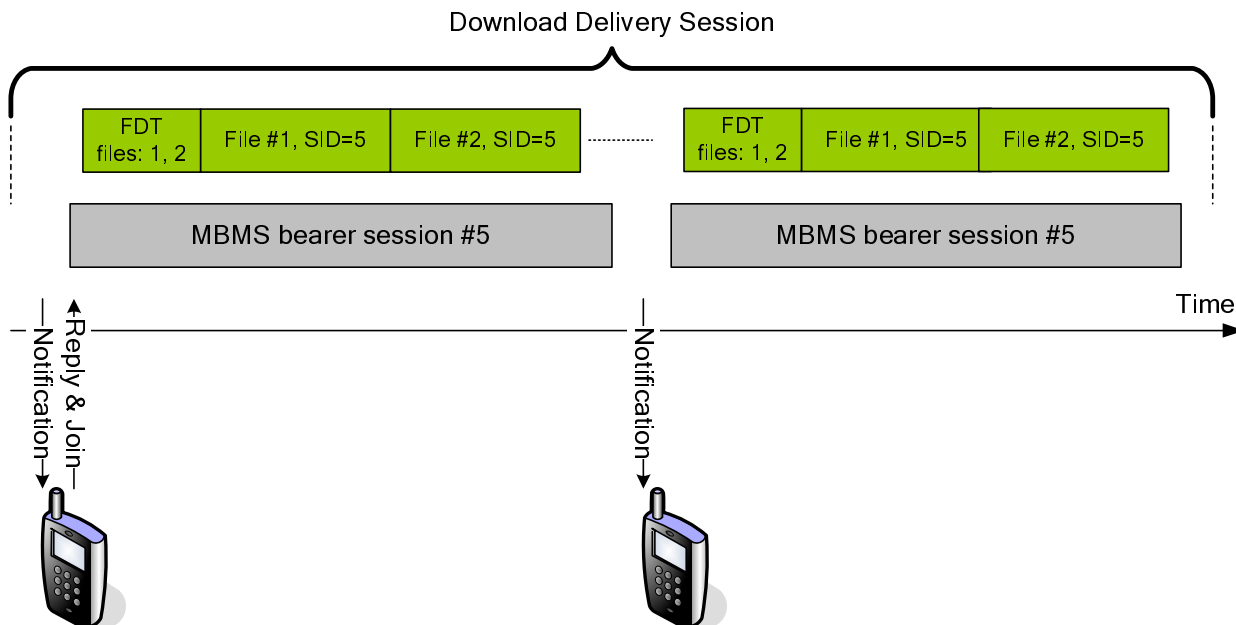 Download Delivery Session
FDT
files: 1, 2
File #1, SID=5
File #2, SID=5
FDT
files: 1, 2
File #1, SID=5
File #2, SID=5
MBMS bearer session #5
MBMS bearer session #5
Time
Notification
Reply & Join
Notification